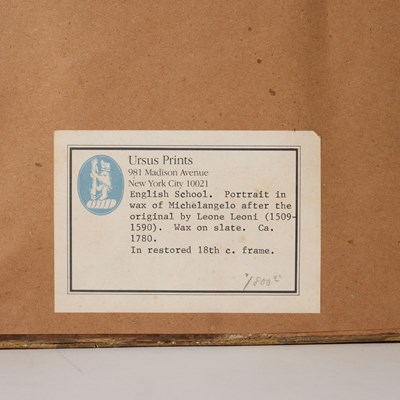 Ursus Prints
981 Madison Avenue
New York City 10021
English School.  Portrait in
wax of Michelangelo after the
original by Leone Leoni (1509-
1590).  Wax on slate.  Ca.
1780.
In restored 18th c. frame.